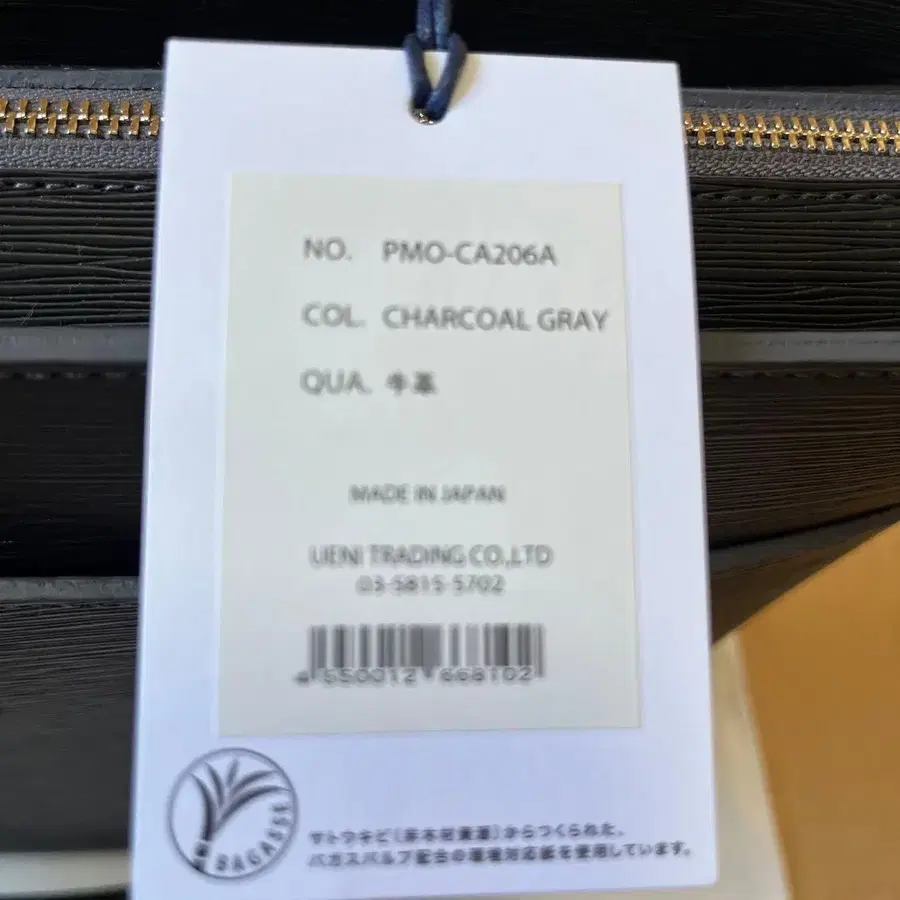 NO. PMO-CA206A
COL. CHARCOAL GRAY
QUA. 牛革
MADE IN JAPAN
UENI TRADING CO.,LTD
03-5815-5702
4 550012 668102
BAGASSE
サトウキビ(非木材資源)からつくられた、
バガスパルプ配合の環境対応紙を使用しています。